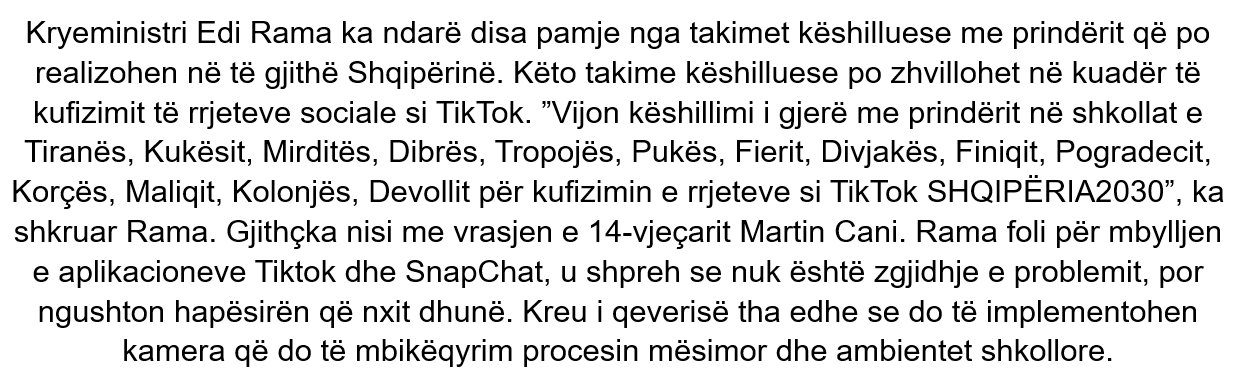 Kryeministri Edi Rama ka ndarë disa pamje nga takimet këshilluese me prindërit që po
realizohen në të gjithë Shqipërinë. Këto takime këshilluese po zhvillohet në kuadër të
kufizimit të rrjeteve sociale si TikTok. ”Vijon këshillimi i gjerë me prindërit në shkollat e
Tiranës, Kukësit, Mirditës, Dibrës, Tropojës, Pukës, Fierit, Divjakës, Finiqit, Pogradecit,
Korçës, Maliqit, Kolonjës, Devollit për kufizimin e rrjeteve si TikTok SHQIPËRIA2030”, ka
shkruar Rama. Gjithçka nisi me vrasjen e 14-vjeçarit Martin Cani. Rama foli për mbylljen
e aplikacioneve Tiktok dhe SnapChat, u shpreh se nuk është zgjidhje e problemit, por
ngushton hapësirën që nxit dhunë. Kreu i qeverisë tha edhe se do të implementohen
kamera që do të mbikëqyrim procesin mësimor dhe ambientet shkollore.